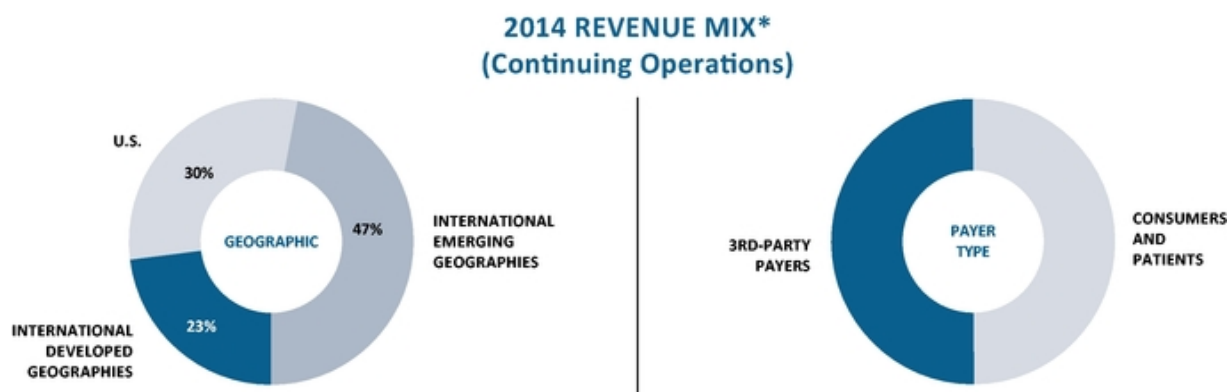 2014 REVENUE MIX*
(Continuing Operations)
U.S.
30%
GEOGRAPHIC
47%
INTERNATIONAL
EMERGING
GEOGRAPHIES
23%
INTERNATIONAL
DEVELOPED
GEOGRAPHIES
3RD-PARTY
PAYERS
PAYER
TYPE
CONSUMERS
AND
PATIENTS